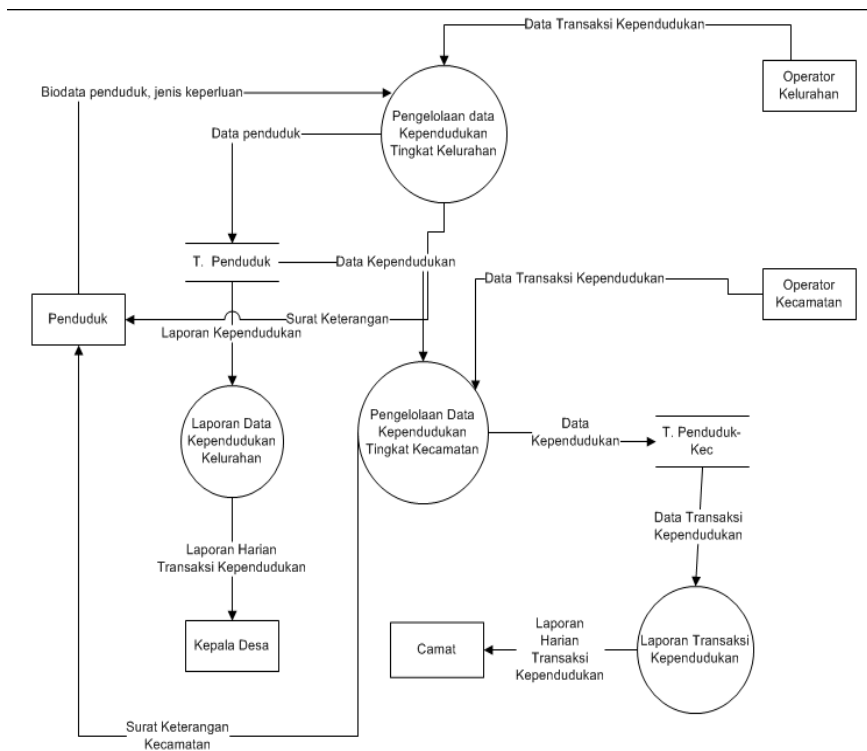 Data Transaksi Kependudukan
Operator
Kelurahan
Biodata penduduk, jenis keperluan
Pengelolaan data
Kependudukan
Tingkat Kelurahan
Data penduduk
T. Penduduk
Data Kependudukan
Data Transaksi Kependudukan
Operator
Kecamatan
Penduduk
Surat Keterangan
Laporan Kependudukan
Laporan Data
Kependudukan
Kelurahan
Pengelolaan Data
Kependudukan
Tingkat Kecamatan
Data
Kependudukan
T. Penduduk-
Kec
Data Transaksi
Kependudukan
Laporan Harian
Transaksi Kependudukan
Kepala Desa
Camat
Laporan
Harian
Transaksi
Kependudukan
Laporan Transaksi
Kependudukan
Surat Keterangan
Kecamatan